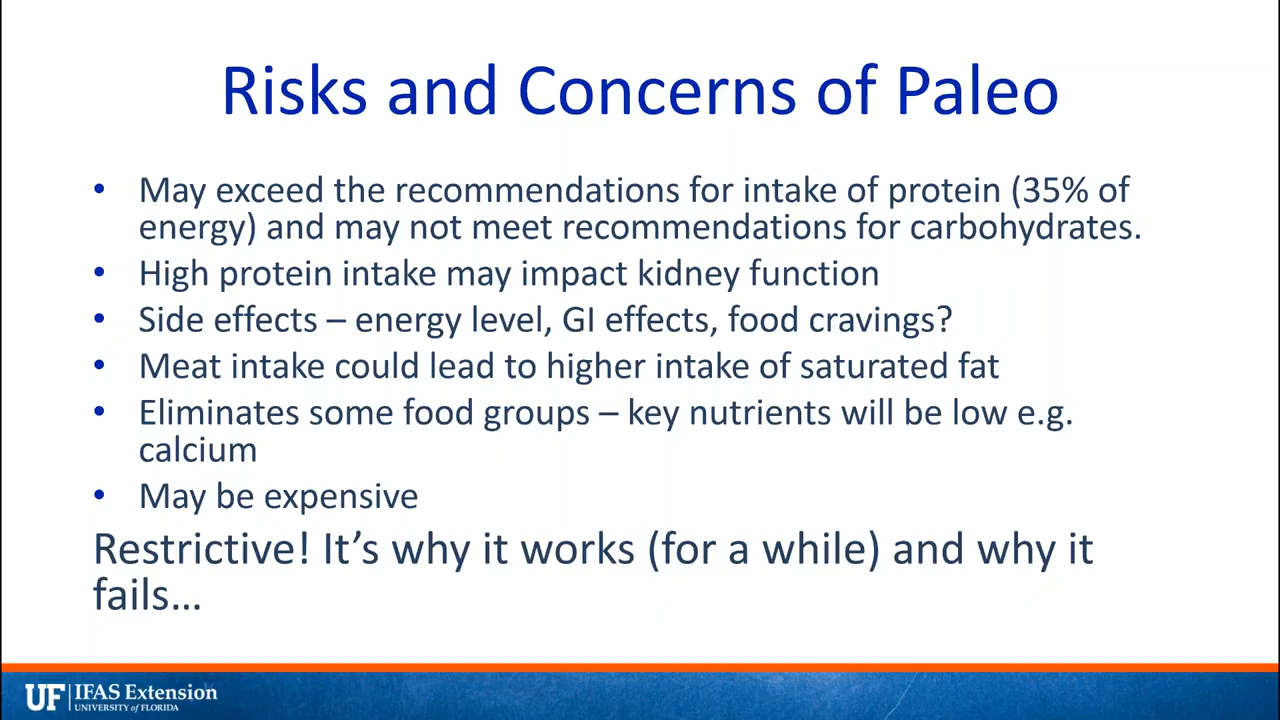 Risks and Concerns of Paleo
• May exceed the recommendations for intake of protein (35% of
energy) and may not meet recommendations for carbohydrates.
• High protein intake may impact kidney function
• Side effects – energy level, GI effects, food cravings?
• Meat intake could lead to higher intake of saturated fat
• Eliminates some food groups – key nutrients will be low e.g.
calcium
• May be expensive
Restrictive! It’s why it works (for a while) and why it
fails…
UF IFAS Extension
UNIVERSITY of FLORIDA